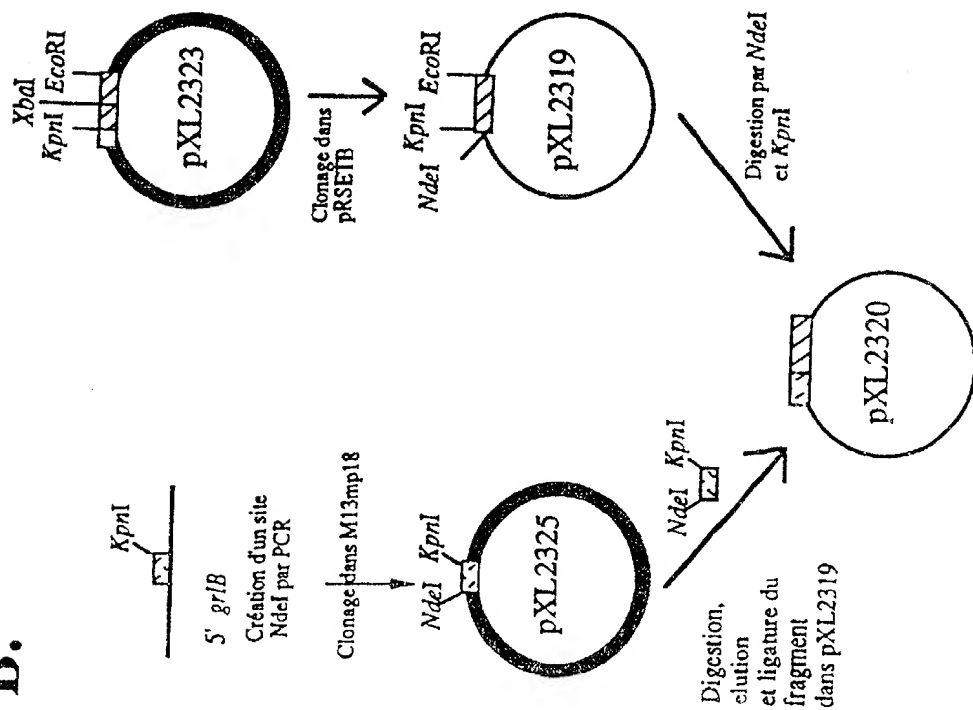 KpnI
5' grlB
Création d'un site
NdeI par PCR
Clonage dans M13mp18
NdeI KpnI
pXL2325
Digestion,
elution
et ligature du
fragment
dans pXL2319
NdeI KpnI
XbaI
KpnI EcoRI
pXL2323
Clonage dans
pRSETB
NdeI KpnI EcoRI
pXL2319
Digestion par NdeI
et KpnI
pXL2320